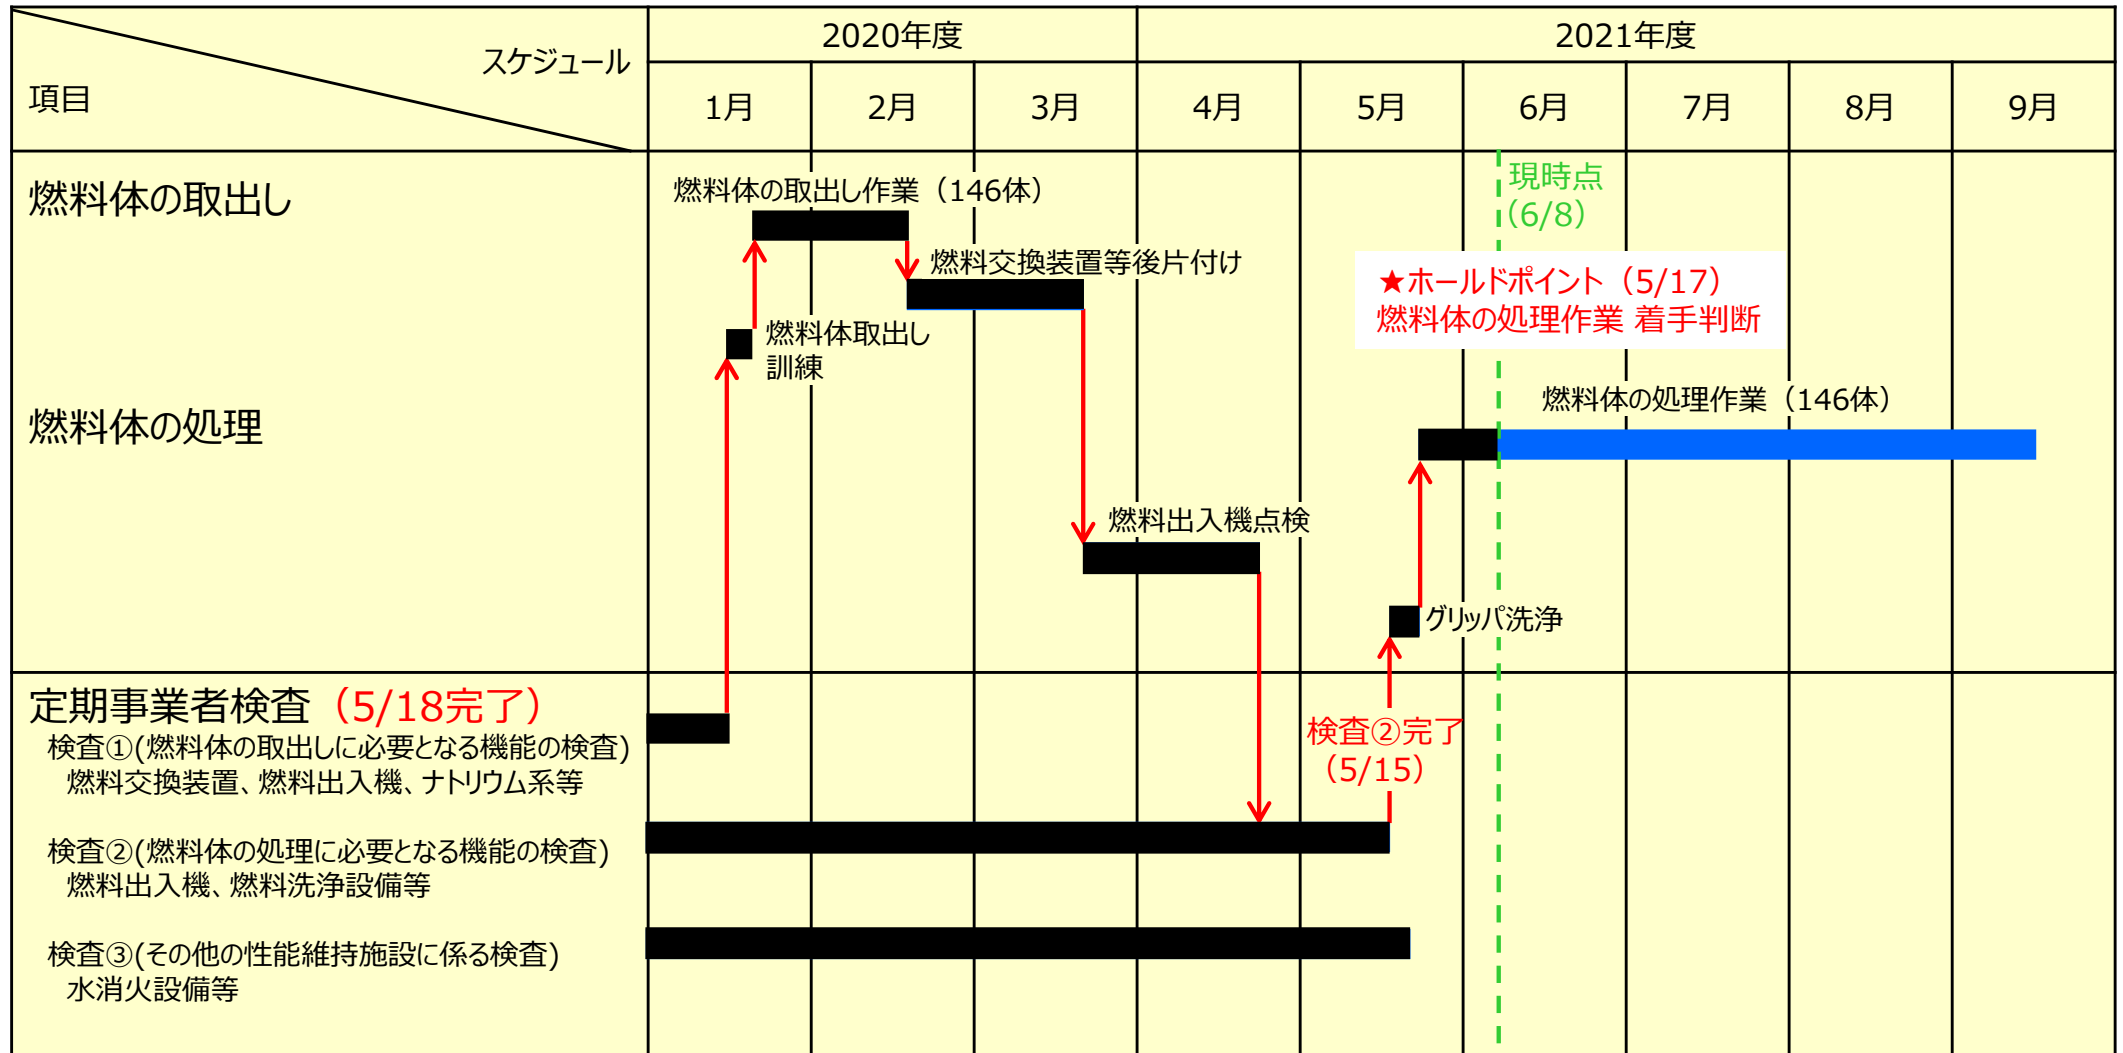 スケジュール
項目
2020年度
2021年度
1月
2月
3月
4月
5月
6月
7月
8月
9月
燃料体の取出し
燃料体の取出し作業（146体）
現時点
（6/8）
燃料交換装置等後片付け
★ホールドポイント（5/17）
燃料体の処理作業 着手判断
燃料体取出し
訓練
燃料体の処理
燃料体の処理作業（146体）
燃料出入機点検
グリッパ洗浄
定期事業者検査（5/18完了）
検査①(燃料体の取出しに必要となる機能の検査)
燃料交換装置、燃料出入機、ナトリウム系等
検査②完了
（5/15）
検査②(燃料体の処理に必要となる機能の検査)
燃料出入機、燃料洗浄設備等
検査③(その他の性能維持施設に係る検査)
水消火設備等